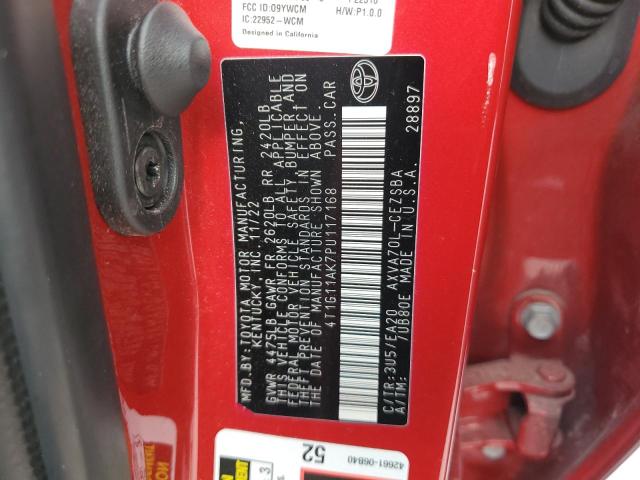 FCC ID: O9YWCM
IC: 22952-WCM
H/W:P1.0.0
Designed in California
MFD.BY:TOYOTA MOTOR MANUFACTURING,
KENTUCKY, INC. 11/22
GVWR 4475LB GAWR FR 2620LB RR 2420LB
THIS VEHICLE CONFORMS TO ALL APPLICABLE
FEDERAL MOTOR VEHICLE SAFETY, BUMPER AND
THEFT PREVENTION STANDARDS IN EFFECT ON
THE DATE OF MANUFACTURE SHOWN ABOVE.
4T1G11AK7PU117168 PASS.CAR
C/TR:3U5/EA20 AXVA70L-CEZSBA
A/TM: /UB80E MADE IN U.S.A.
28897
52
42661-06B40